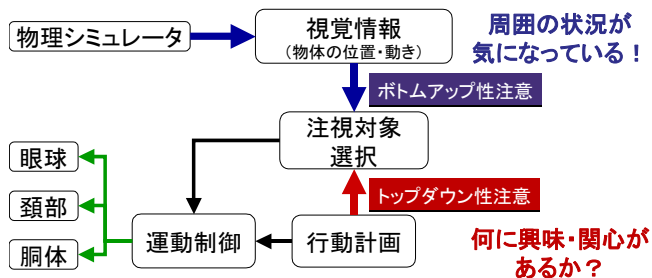 物理シミュレータ
視覚情報
(物体の位置・動き)
周囲の状況が
気になっている！
ボトムアップ性注意
注視対象
選択
眼球
頚部
胴体
トップダウン性注意
運動制御
行動計画
何に興味・関心が
あるか？